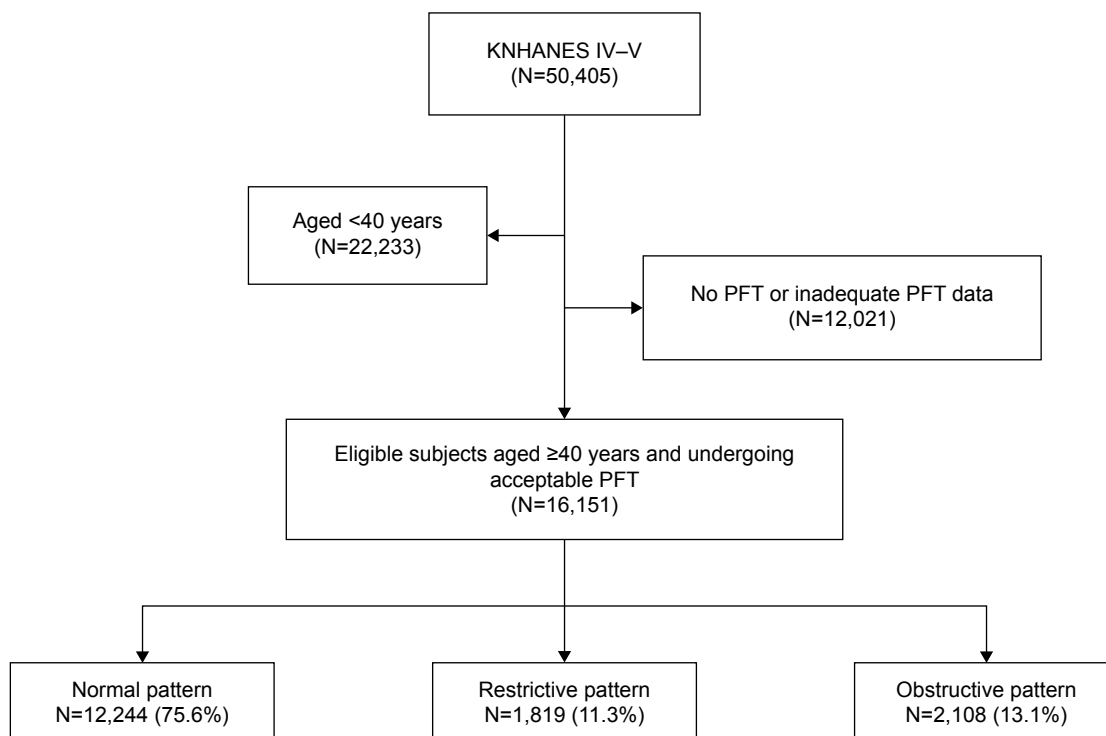 KNHANES IV–V
(N=50,405)
Aged <40 years
(N=22,233)
No PFT or inadequate PFT data
(N=12,021)
Eligible subjects aged ≥40 years and undergoing
acceptable PFT
(N=16,151)
Normal pattern
N=12,244 (75.6%)
Restrictive pattern
N=1,819 (11.3%)
Obstructive pattern
N=2,108 (13.1%)